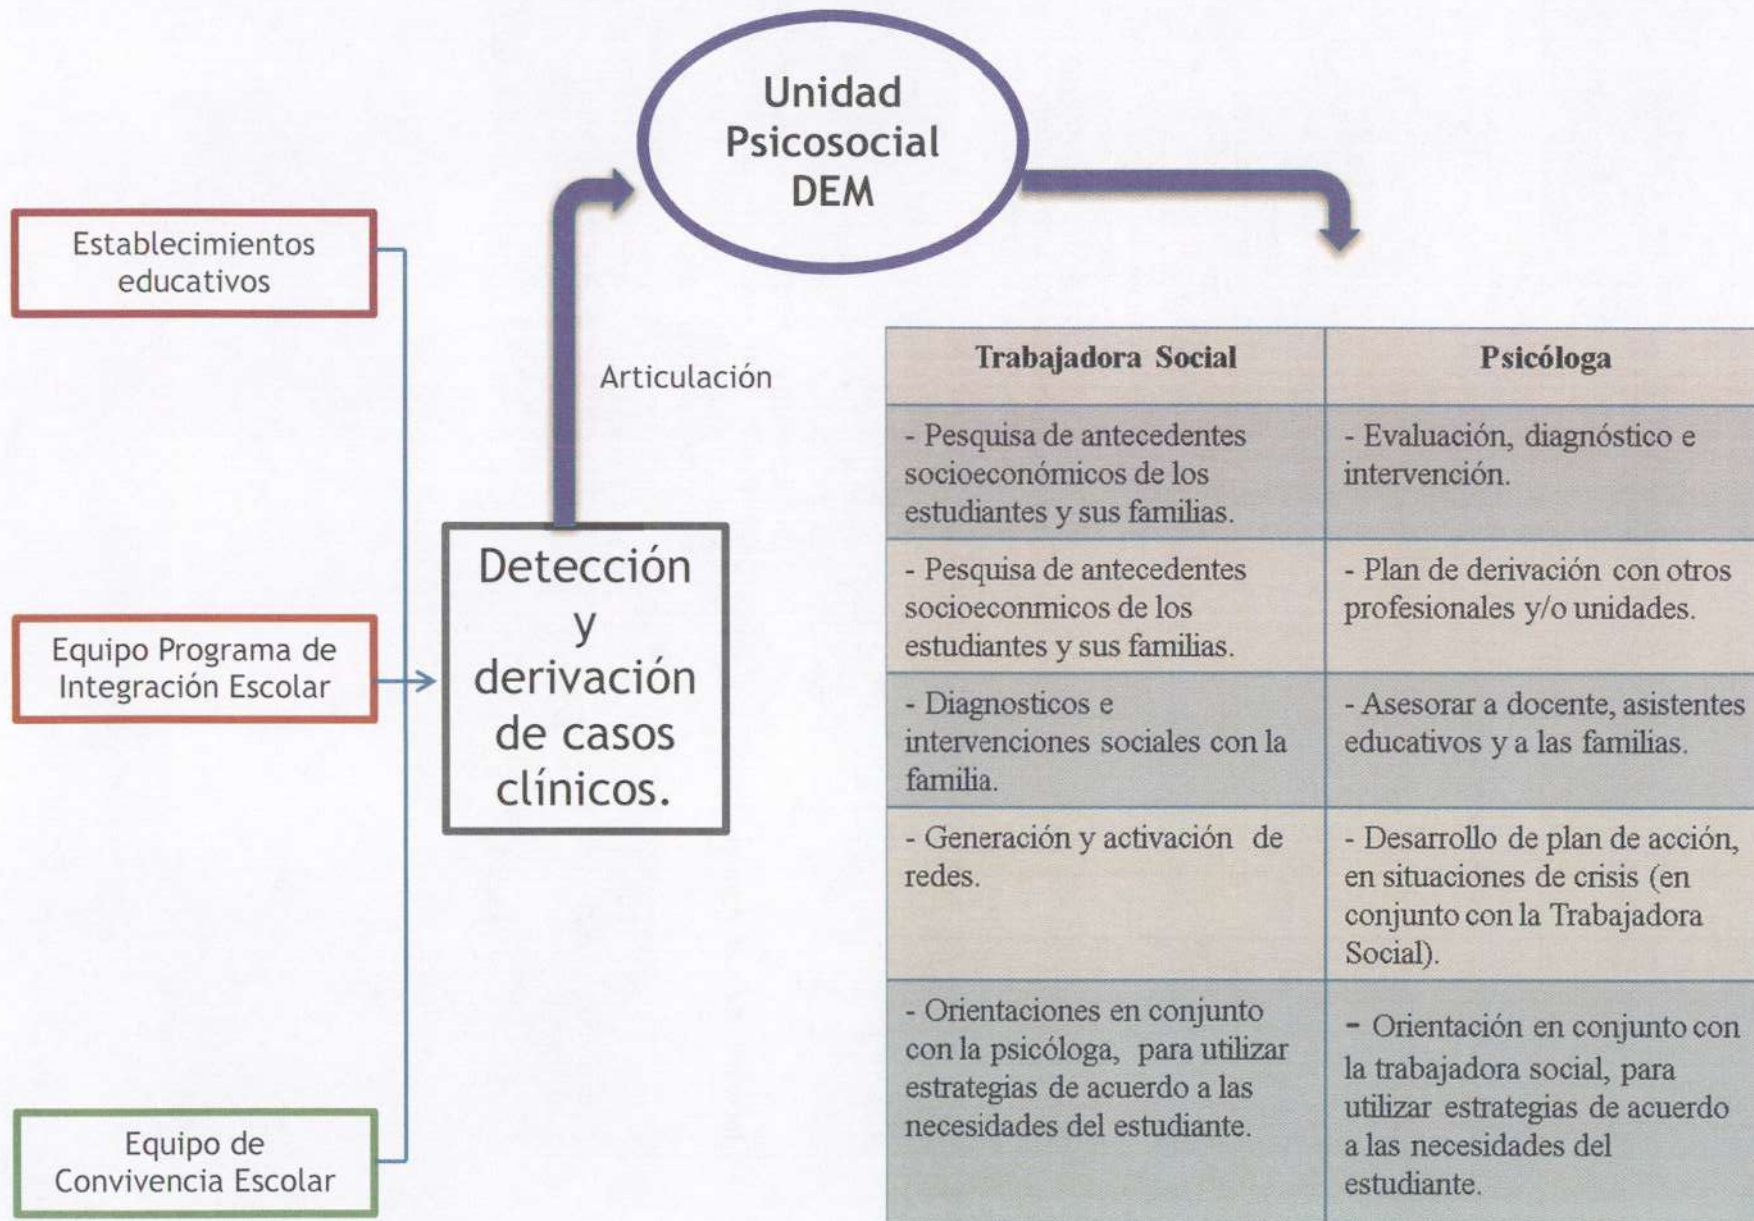 Unidad
Psicosocial
DEM
Establecimientos
educativos
Articulación
Equipo Programa de
Integración Escolar
Detección
y
derivación
de casos
clínicos.
Equipo de
Convivencia Escolar
Trabajadora Social
Psicóloga
- Pesquisa de antecedentes
socioeconómicos de los
estudiantes y sus familias.
- Evaluación, diagnóstico e
intervención.
- Pesquisa de antecedentes
socioeconmicos de los
estudiantes y sus familias.
- Plan de derivación con otros
profesionales y/o unidades.
- Diagnosticos e
intervenciones sociales con la
familia.
- Asesorar a docente, asistentes
educativos y a las familias.
- Generación y activación de
redes.
- Desarrollo de plan de acción,
en situaciones de crisis (en
conjunto con la Trabajadora
Social).
- Orientaciones en conjunto
con la psicóloga, para utilizar
estrategias de acuerdo a las
necesidades del estudiante.
- Orientación en conjunto con
la trabajadora social, para
utilizar estrategias de acuerdo
a las necesidades del
estudiante.